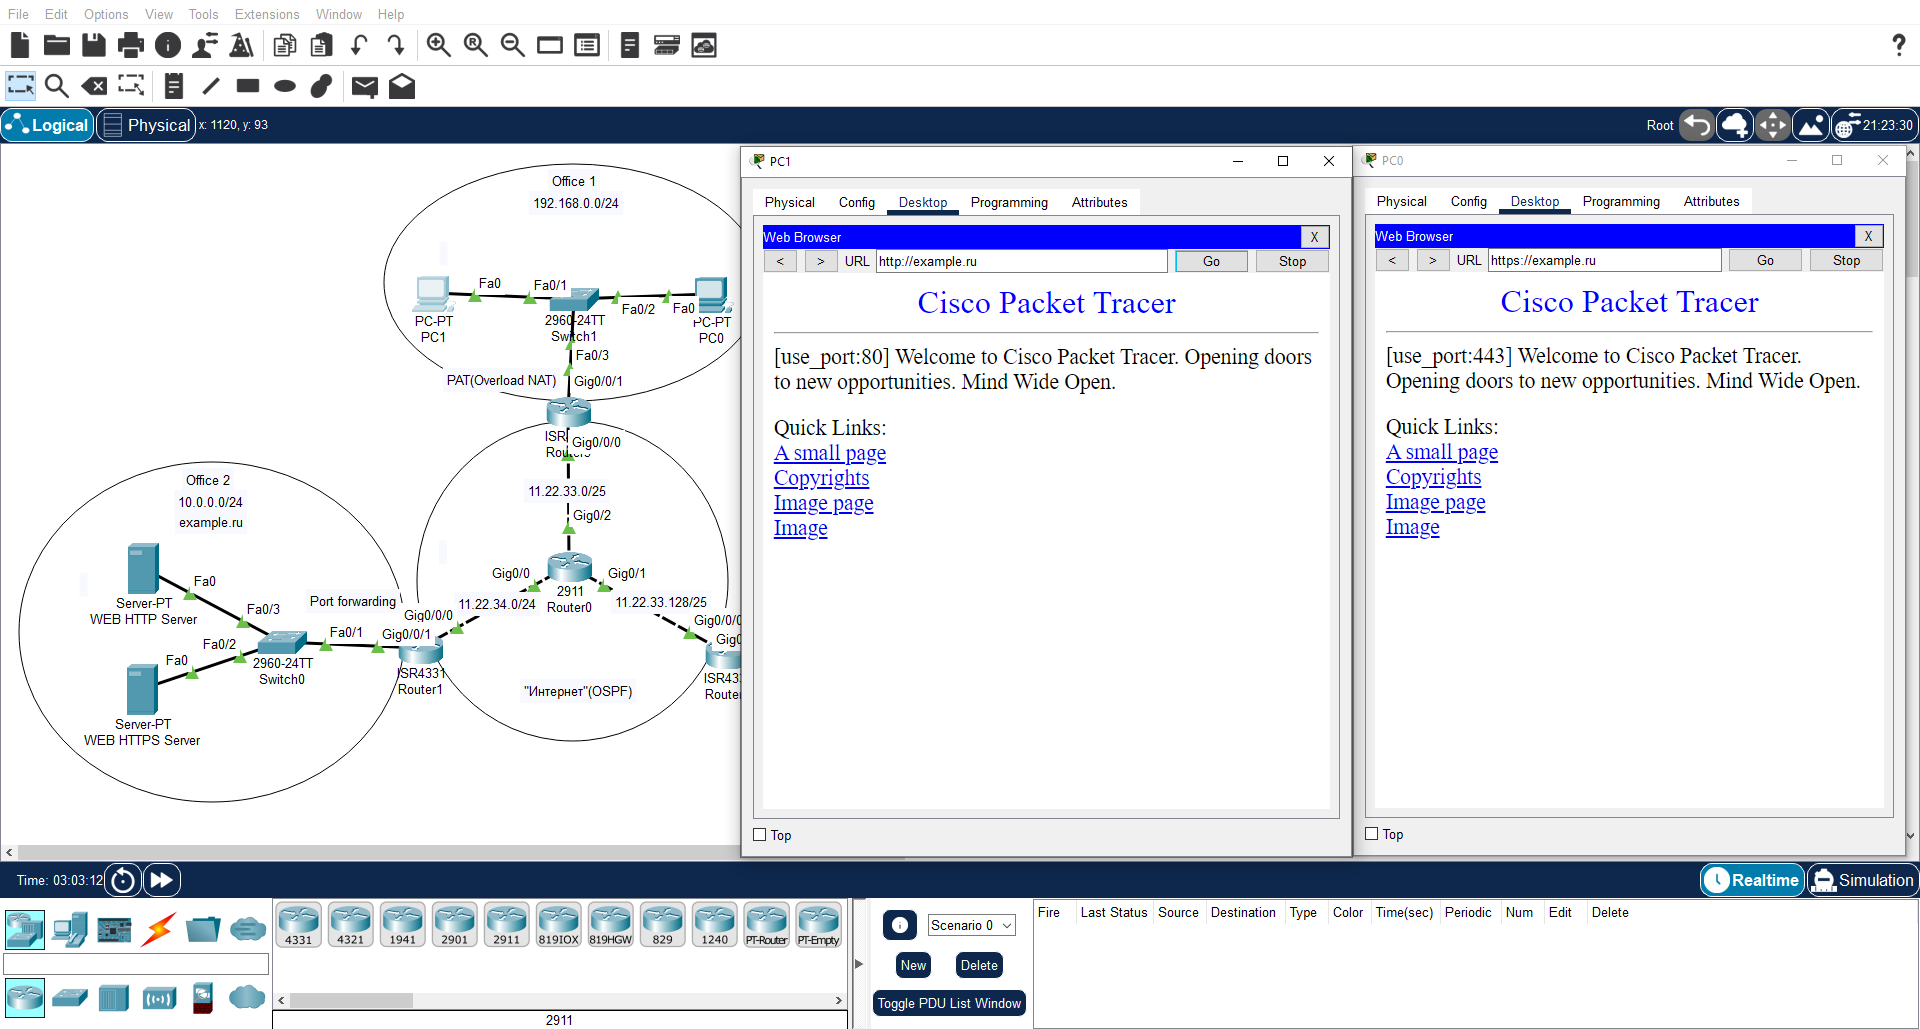 File Edit Options View Tools Extensions Window Help
Logical Physical x: 1120, y: 93 Root 21:23:30
Office 1
192.168.0.0/24
Fa0 Fa0/1
Fa0/2 Fa0
PC-PT
PC1
2960-24TT
Switch1
PC-PT
PC0
Fa0/3
PAT(Overload NAT) Gig0/0/1
Gig0/0/0
11.22.33.0/25
Gig0/2
Gig0/0 Gig0/1
2911
Router0
11.22.34.0/24 11.22.33.128/25
Office 2
10.0.0.0/24
example.ru
Fa0
Server-PT
WEB HTTP Server
Fa0/3
Port forwarding
Gig0/0/0
Fa0/1 Gig0/0/1
Fa0/2
Fa0
2960-24TT
Switch0
ISR4331
Router1
Server-PT
WEB HTTPS Server
"Интернет"(OSPF)
PC1
Physical Config Desktop Programming Attributes
Web Browser X
< > URL http://example.ru Go Stop
Cisco Packet Tracer
[use_port:80] Welcome to Cisco Packet Tracer. Opening doors
to new opportunities. Mind Wide Open.
Quick Links:
A small page
Copyrights
Image page
Image
Top
PC0
Physical Config Desktop Programming Attributes
Web Browser X
< > URL https://example.ru Go Stop
Cisco Packet Tracer
[use_port:443] Welcome to Cisco Packet Tracer.
Opening doors to new opportunities. Mind Wide Open.
Quick Links:
A small page
Copyrights
Image page
Image
Top
Time: 03:03:12 Realtime Simulation
4331 4321 1941 2901 2911 819IOX 819HGW 829 1240 PT-Router PT-Empty
2911
Scenario 0
New Delete
Toggle PDU List Window
Fire Last Status Source Destination Type Color Time(sec) Periodic Num Edit Delete